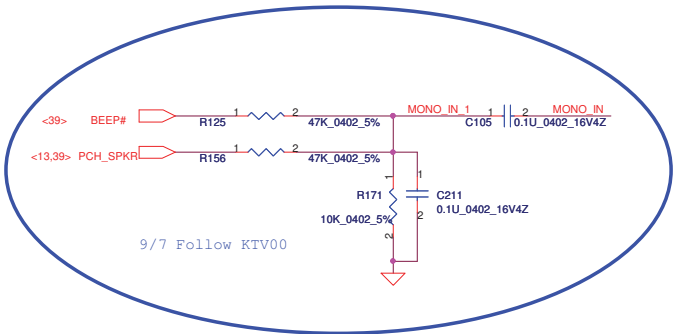 MONO_IN_1 MONO_IN
<39> BEEP# 1 2 1 2
R125 47K_0402_5% C105 0.1U_0402_16V4Z
<13,39> PCH_SPKR 1 2
R156 47K_0402_5%
1 1
R171 C211
10K_0402_5% 0.1U_0402_16V4Z
2 2
9/7 Follow KTV00